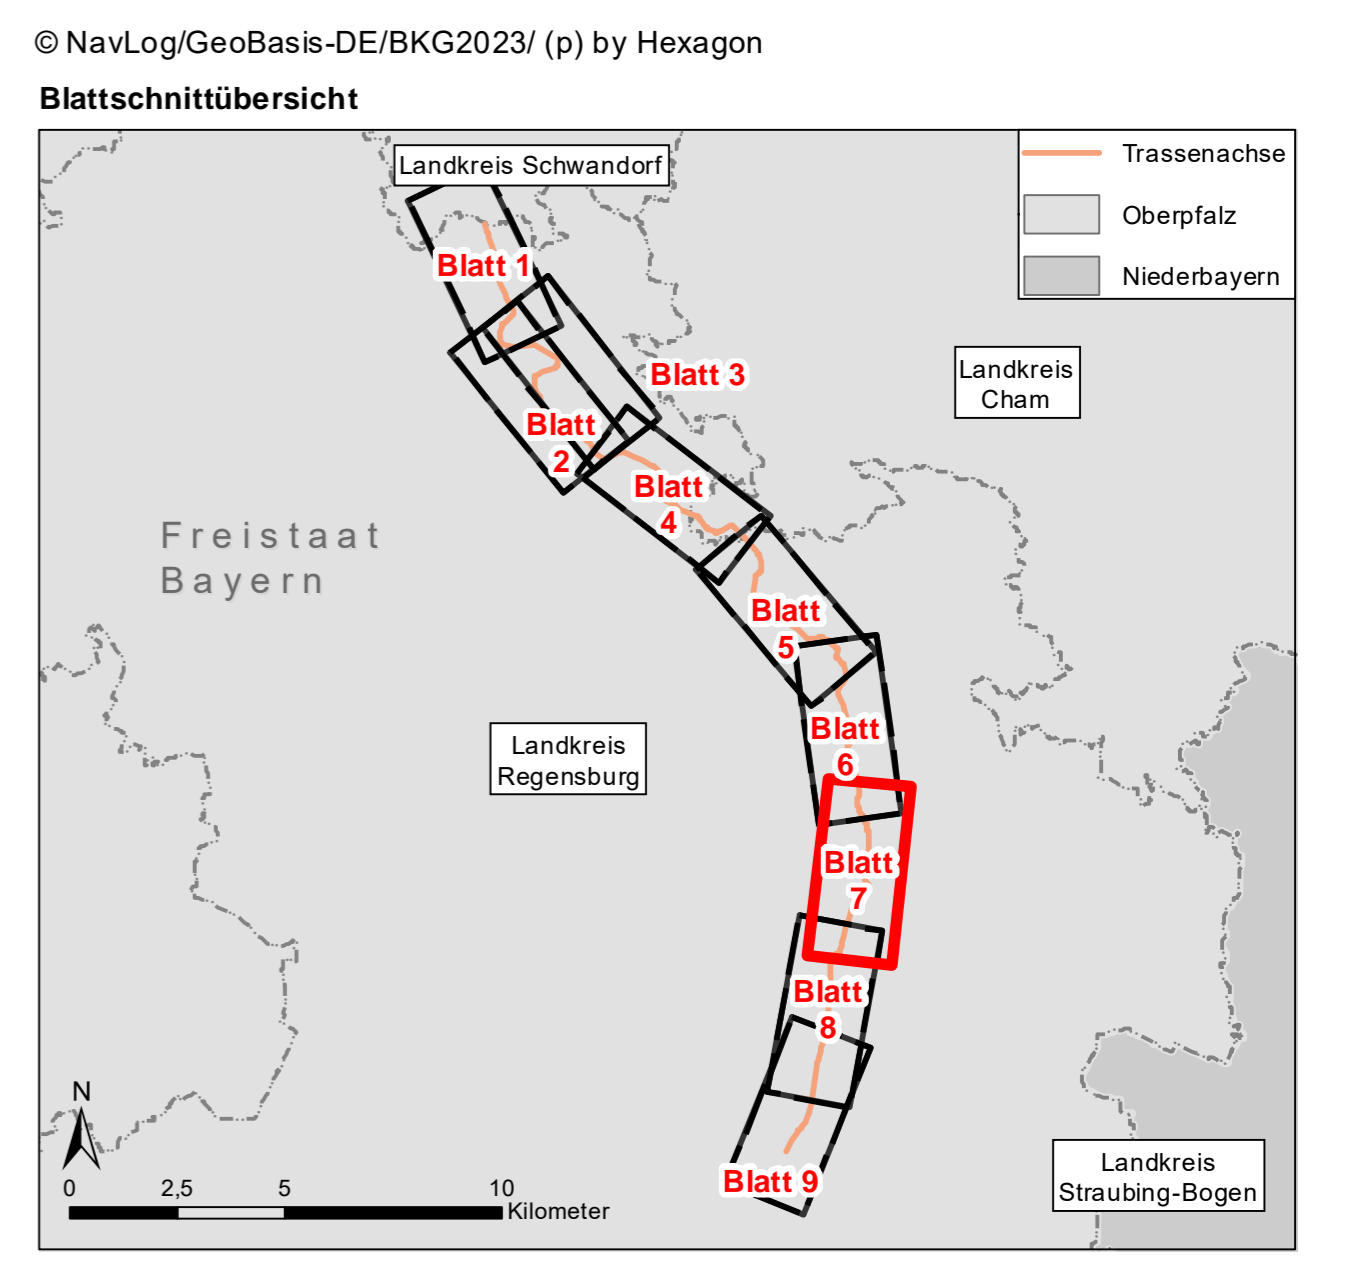 © NavLog/GeoBasis-DE/BKG2023/ (p) by Hexagon
Blattschnittübersicht
Landkreis Schwandorf
Trassenachse
Oberpfalz
Niederbayern
Blatt 1
Blatt 3
Landkreis
Cham
Blatt
2
Blatt
4
Freistaat
Bayern
Blatt
5
Landkreis
Regensburg
Blatt
6
Blatt
7
Blatt
8
Blatt 9
Landkreis
Straubing-Bogen
N
0 2,5 5 10
Kilometer